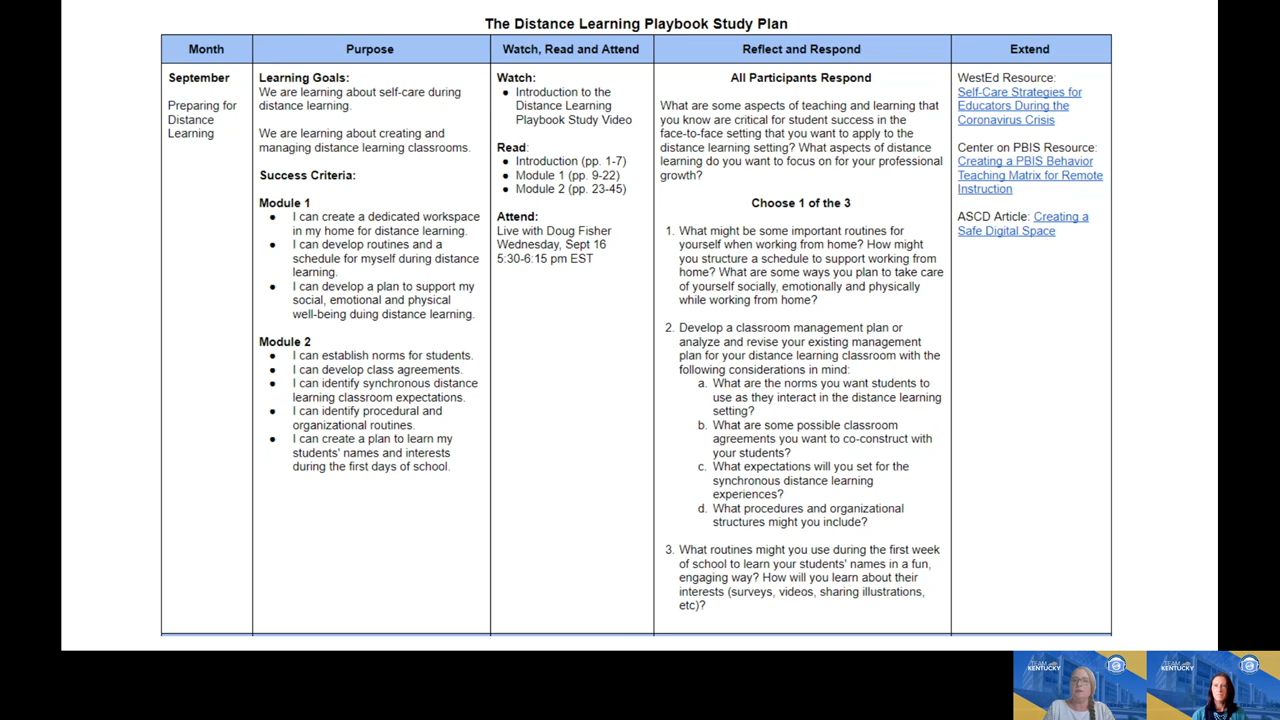 The Distance Learning Playbook Study Plan
Month
Purpose
Watch, Read and Attend
Reflect and Respond
Extend
September
Preparing for
Distance
Learning
Learning Goals:
We are learning about self-care during
distance learning.
We are learning about creating and
managing distance learning classrooms.
Success Criteria:
Module 1
● I can create a dedicated workspace
in my home for distance learning.
● I can develop routines and a
schedule for myself during distance
learning.
● I can develop a plan to support my
social, emotional and physical
well-being duing distance learning.
Module 2
● I can establish norms for students.
● I can develop class agreements.
● I can identify synchronous distance
learning classroom expectations.
● I can identify procedural and
organizational routines.
● I can create a plan to learn my
students' names and interests
during the first days of school.
Watch:
● Introduction to the
Distance Learning
Playbook Study Video
Read:
● Introduction (pp. 1-7)
● Module 1 (pp. 9-22)
● Module 2 (pp. 23-45)
Attend:
Live with Doug Fisher
Wednesday, Sept 16
5:30-6:15 pm EST
All Participants Respond
What are some aspects of teaching and learning that
you know are critical for student success in the
face-to-face setting that you want to apply to the
distance learning setting? What aspects of distance
learning do you want to focus on for your professional
growth?
Choose 1 of the 3
1. What might be some important routines for
yourself when working from home? How might
you structure a schedule to support working from
home? What are some ways you plan to take care
of yourself socially, emotionally and physically
while working from home?
2. Develop a classroom management plan or
analyze and revise your existing management
plan for your distance learning classroom with the
following considerations in mind:
a. What are the norms you want students to
use as they interact in the distance learning
setting?
b. What are some possible classroom
agreements you want to co-construct with
your students?
c. What expectations will you set for the
synchronous distance learning
experiences?
d. What procedures and organizational
structures might you include?
3. What routines might you use during the first week
of school to learn your students' names in a fun,
engaging way? How will you learn about their
interests (surveys, videos, sharing illustrations,
etc)?
WestEd Resource:
Self-Care Strategies for
Educators During the
Coronavirus Crisis
Center on PBIS Resource:
Creating a PBIS Behavior
Teaching Matrix for Remote
Instruction
ASCD Article: Creating a
Safe Digital Space
TEAM
KENTUCKY
TEAM
KENTUCKY